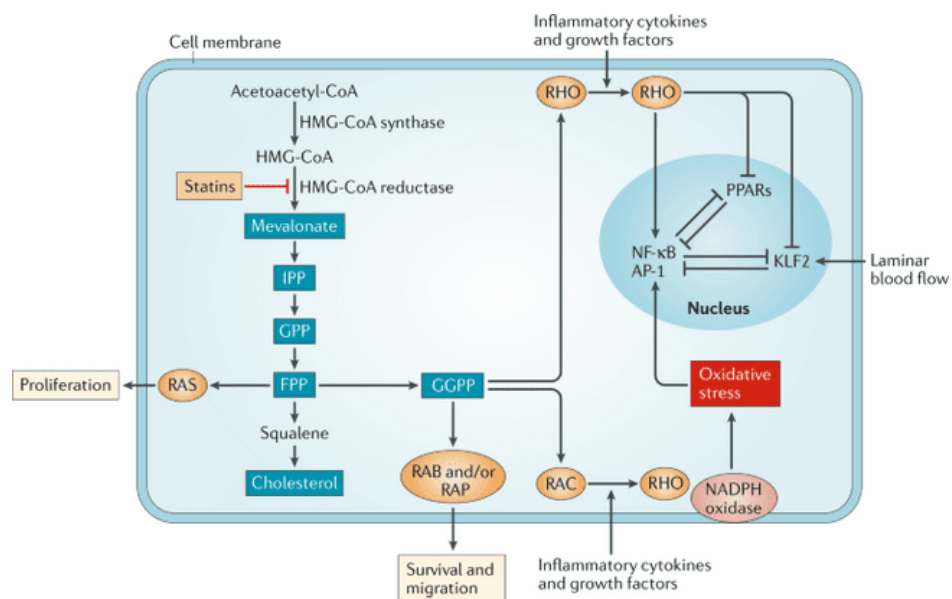 Inflammatory cytokines
and growth factors
Cell membrane
Acetoacetyl-CoA
RHO
RHO
HMG-CoA synthase
HMG-CoA
Statins
HMG-CoA reductase
PPARs
Mevalonate
NF-κB
AP-1
KLF2
Laminar
blood flow
IPP
Nucleus
GPP
Proliferation
RAS
FPP
GGPP
Oxidative
stress
Squalene
RAB and/or
RAP
Cholesterol
RAC
RHO
NADPH
oxidase
Survival and
migration
Inflammatory cytokines
and growth factors